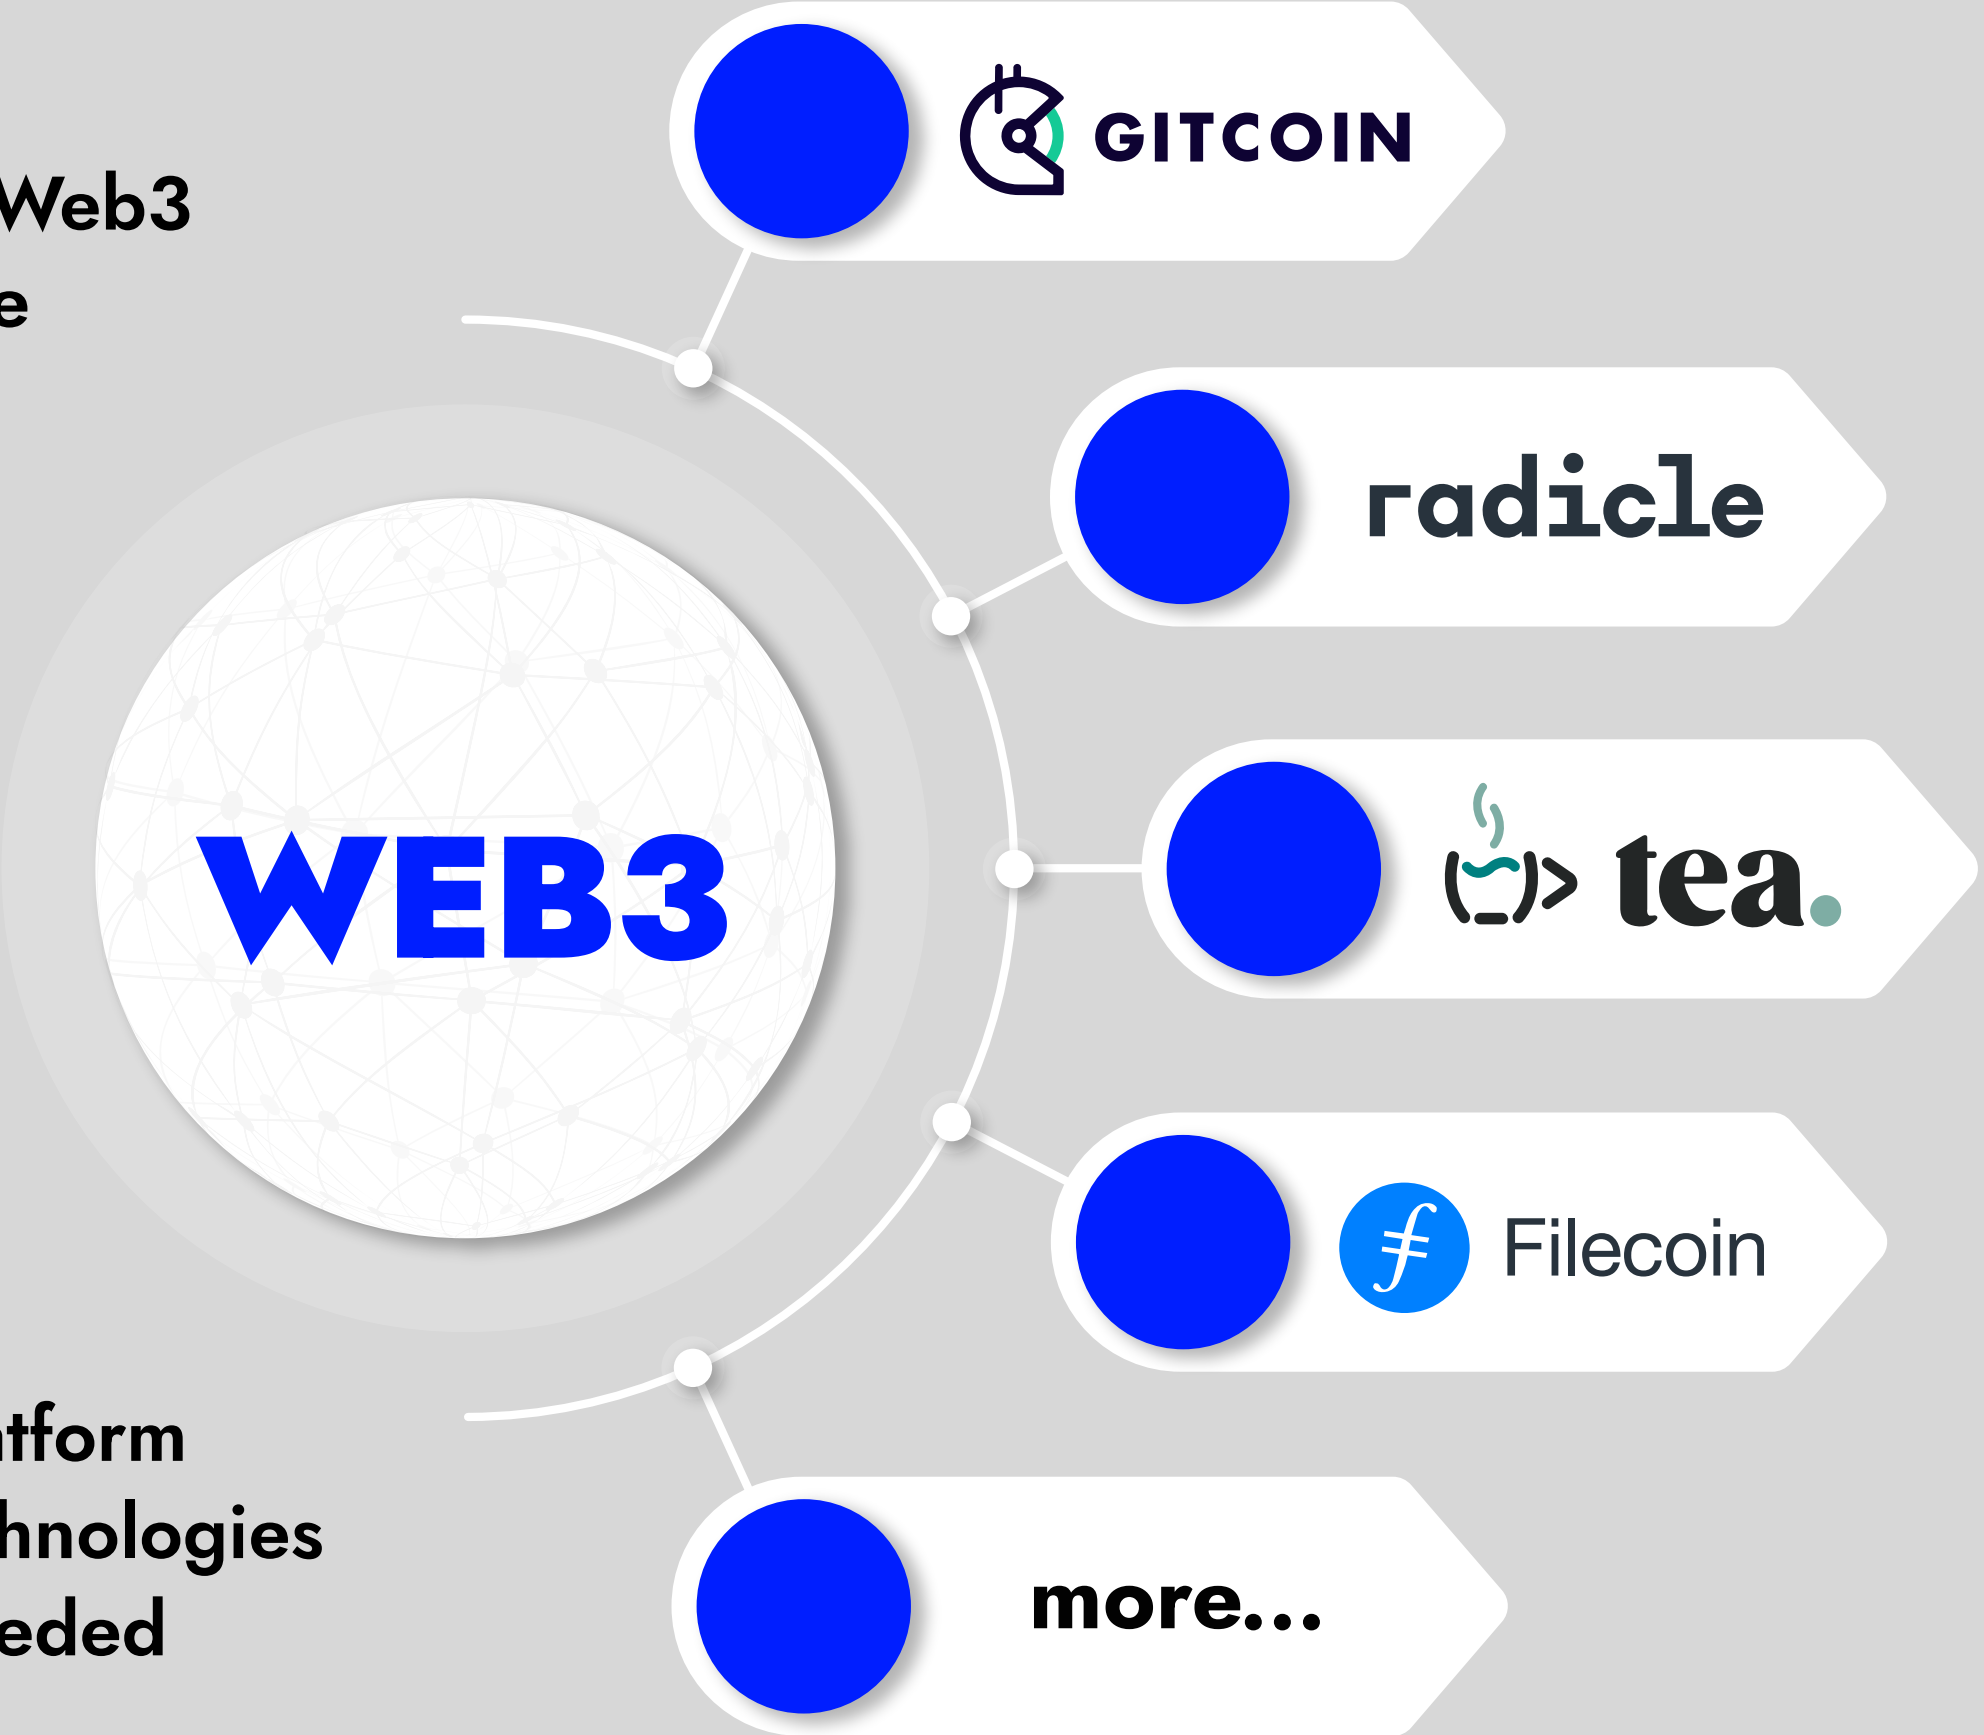 Web3
e
GITCOIN
radicle
WEB3
tea.
Filecoin
tform
hnologies
eded
more...